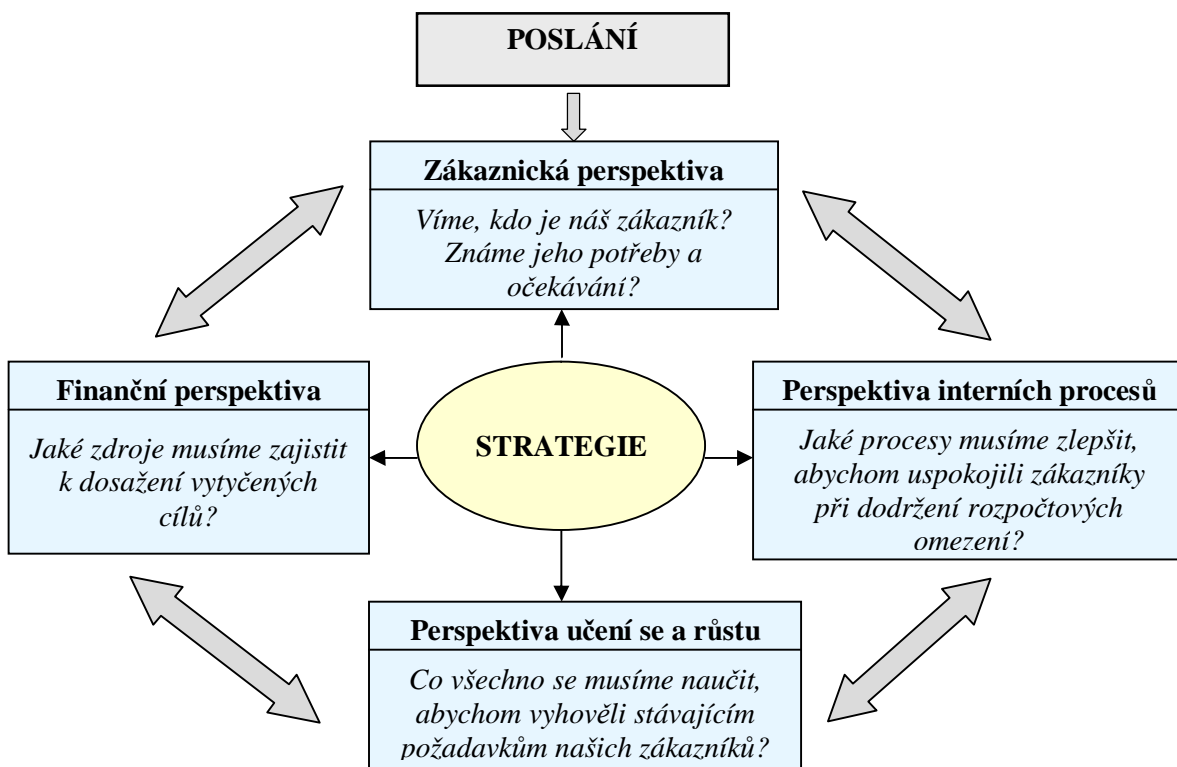 POSLÁNÍ
Zákaznická perspektiva
Víme, kdo je náš zákazník?
Známe jeho potřeby a
očekávání?
Finanční perspektiva
Jaké zdroje musíme zajistit
k dosažení vytyčených
cílů?
STRATEGIE
Perspektiva interních procesů
Jaké procesy musíme zlepšit,
abychom uspokojili zákazníky
při dodržení rozpočtových
omezení?
Perspektiva učení se a růstu
Co všechno se musíme naučit,
abychom vyhověli stávajícím
požadavkům našich zákazníků?